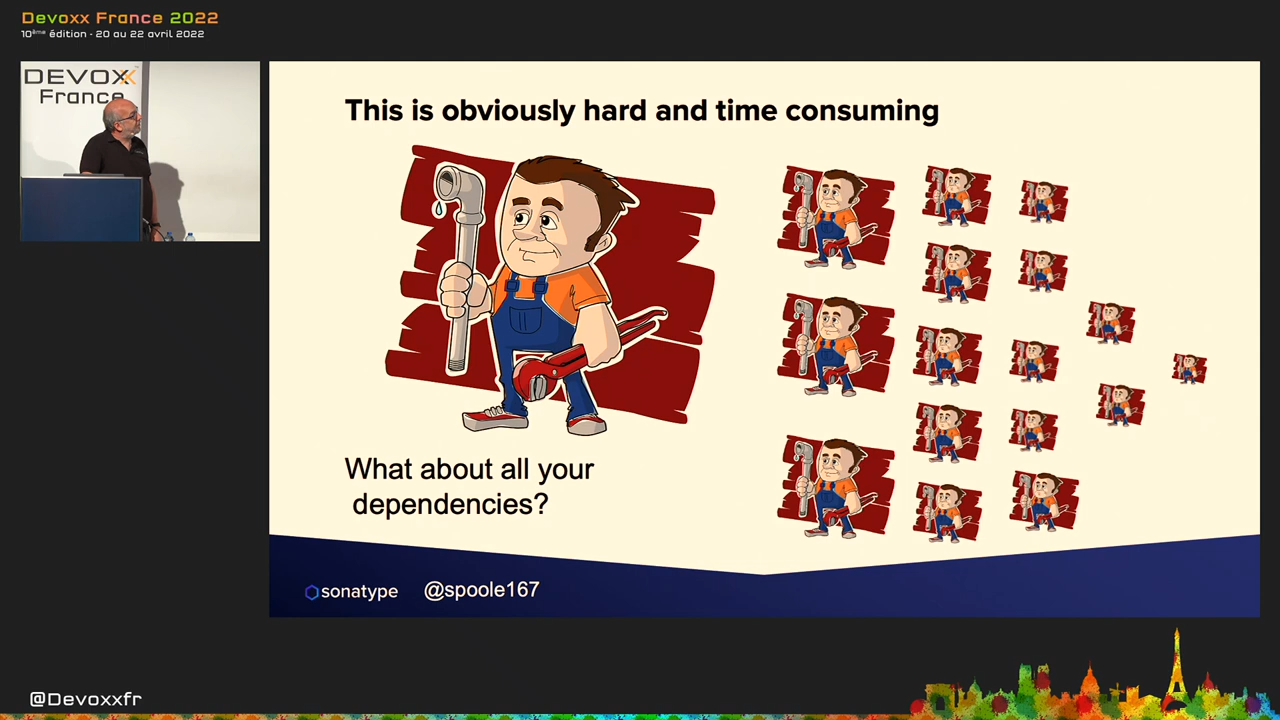 Devoxx France 2022
10ème édition - 20 au 22 avril 2022
DEVOXX
France
This is obviously hard and time consuming
What about all your
dependencies?
sonatype
@spoole167
@Devoxxfr